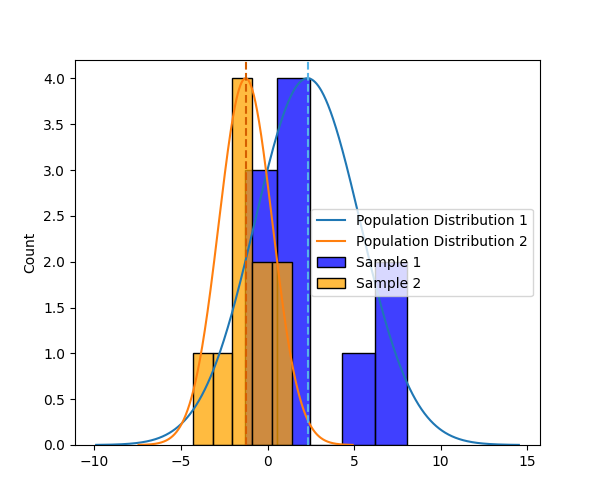 4.0
3.5
3.0
2.5
2.0
1.5
1.0
0.5
0.0
Count
Population Distribution 1
Population Distribution 2
Sample 1
Sample 2
−10 −5 0 5 10 15